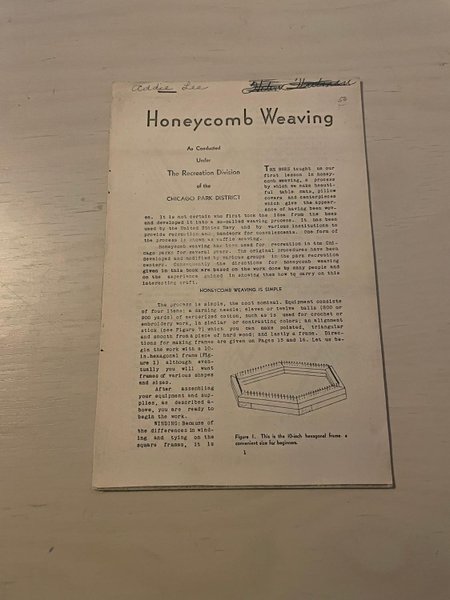 Addie Lee
50
Honeycomb Weaving
As Conducted
Under
The Recreation Division
of the
CHICAGO PARK DISTRICT
THE BEES taught us our
first lesson in honey-
comb weaving, a process
by which we make beauti-
ful table mats, pillow
covers and centerpieces
which give the appear-
ance of having been wov-
en. It is not certain who first took the idea from the bees
and developed it into a so-called weaving process. It has been
used by the United States Navy and by various institutions to
provide recreation and handwork for convalescents. One form of
the process is known as waffle weaving.
Honeycomb weaving has been used for recreation in the Chi-
cago parks for several years. The original procedures have been
developed and modified by various groups in the park recreation
centers. Consequently the directions for honeycomb weaving
given in this book are based on the work done by many people and
on the experience gained in showing them how to carry on this
interesting craft.
HONEYCOMB WEAVING IS SIMPLE
The process is simple, the cost nominal. Equipment consists
of four items: a darning needle; eleven or twelve balls (800 or
900 yards) of mercerized cotton, such as is used for crochet or
embroidery work, in similar or contrasting colors; an alignment
stick (see Figure 7) which you can make pointed, triangular
and smooth from a piece of hard wood; and lastly a frame. Direc-
tions for making frames are given on Pages 15 and 16. Let us be-
gin the work with a 10-
in. hexagonal frame (Fig-
ure 1) although even-
tually you will want
frames of various shapes
and sizes.
After assembling
your equipment and sup-
plies, as described a-
bove, you are ready to
begin the work.
WINDING: Because of
the differences in wind-
ing and tying on the
square frames, it is
Figure 1. This is the 10-inch hexagonal frame, a
convenient size for beginners.
1